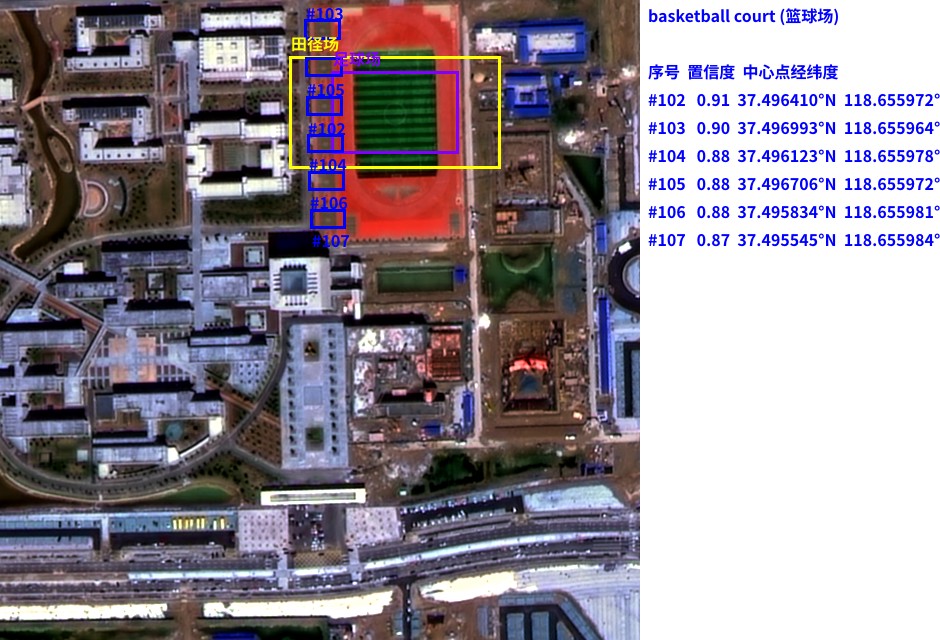 basketball court (篮球场)
序号 置信度 中心点经纬度
#102 0.91 37.496410°N 118.655972°
#103 0.90 37.496993°N 118.655964°
#104 0.88 37.496123°N 118.655978°
#105 0.88 37.496706°N 118.655972°
#106 0.88 37.495834°N 118.655981°
#107 0.87 37.495545°N 118.655984°
#103
田径场
足球场
#105
#102
#104
#106
#107